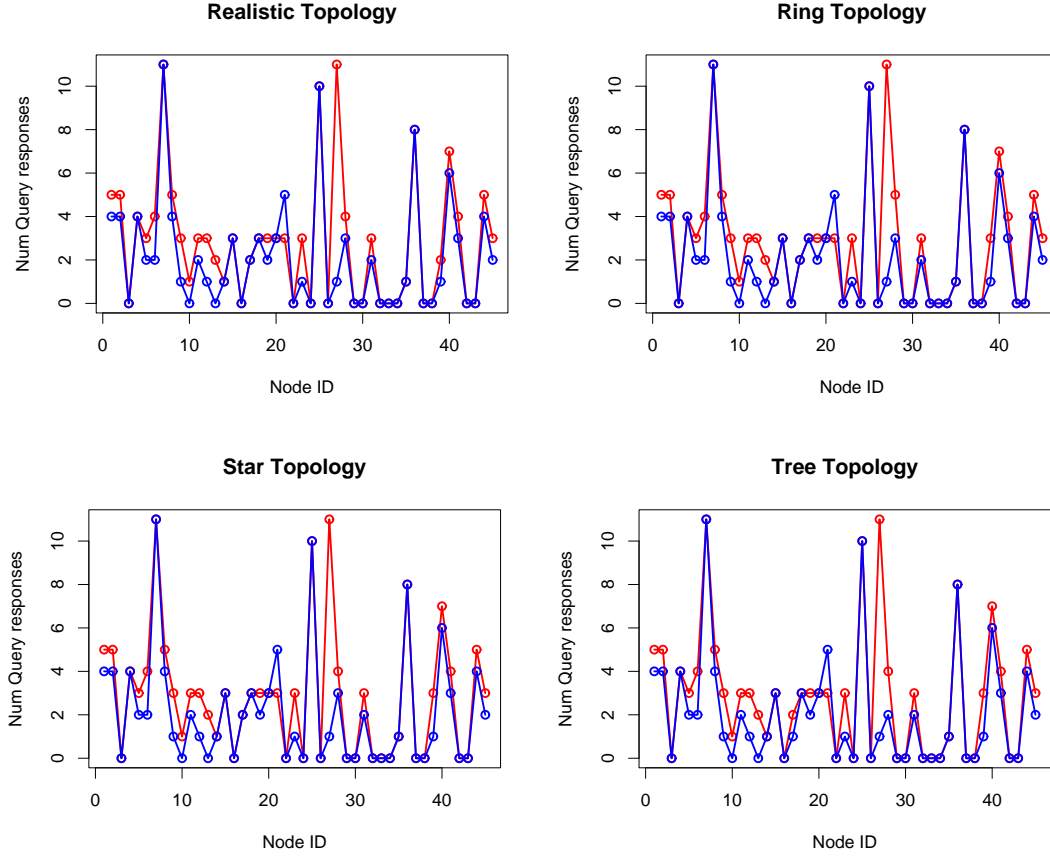 Realistic Topology
Num Query responses
0 2 4 6 8 10
0 10 20 30 40
Node ID
Ring Topology
Num Query responses
0 2 4 6 8 10
0 10 20 30 40
Node ID
Star Topology
Num Query responses
0 2 4 6 8 10
0 10 20 30 40
Node ID
Tree Topology
Num Query responses
0 2 4 6 8 10
0 10 20 30 40
Node ID